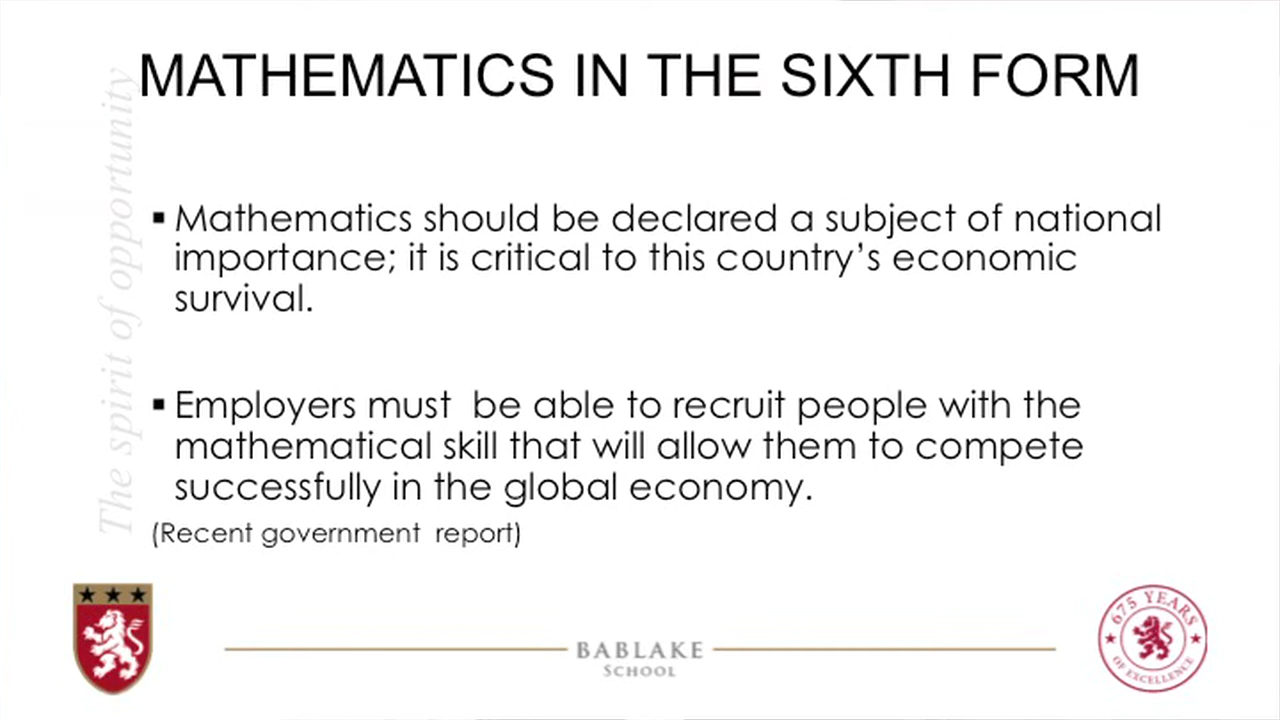 MATHEMATICS IN THE SIXTH FORM
The spirit of opportunity
▪ Mathematics should be declared a subject of national
importance; it is critical to this country’s economic
survival.
▪ Employers must  be able to recruit people with the
mathematical skill that will allow them to compete
successfully in the global economy.
(Recent government  report)
BABLAKE
SCHOOL
675 YEARS
OF EXCELLENCE